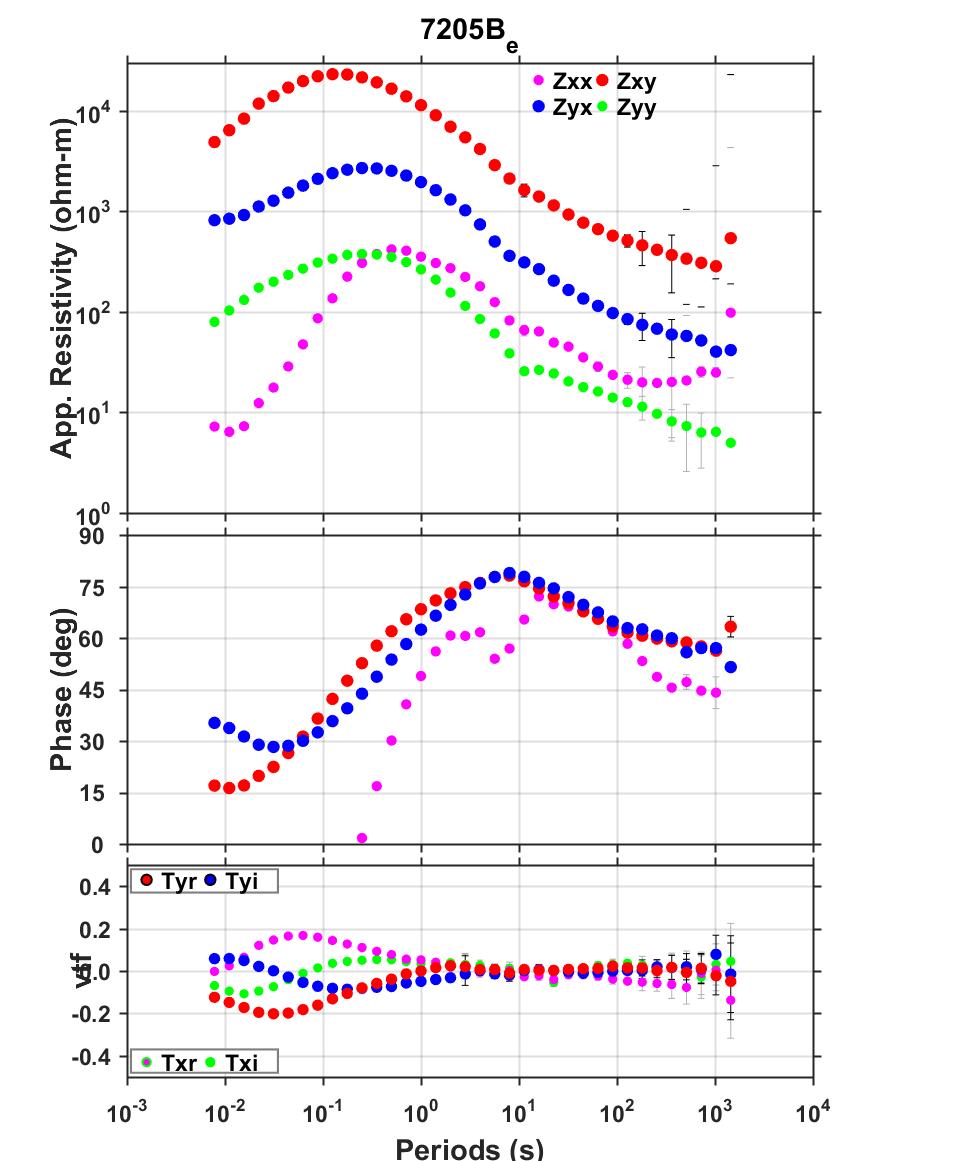 7205Be
App. Resistivity (ohm-m)
10^4
10^3
10^2
10^1
10^0
Zxx Zxy
Zyx Zyy
Phase (deg)
90
75
60
45
30
15
0
vtf
0.4
0.2
0.0
-0.2
-0.4
Tyr Tyi
Txr Txi
10^-3 10^-2 10^-1 10^0 10^1 10^2 10^3 10^4
Periods (s)